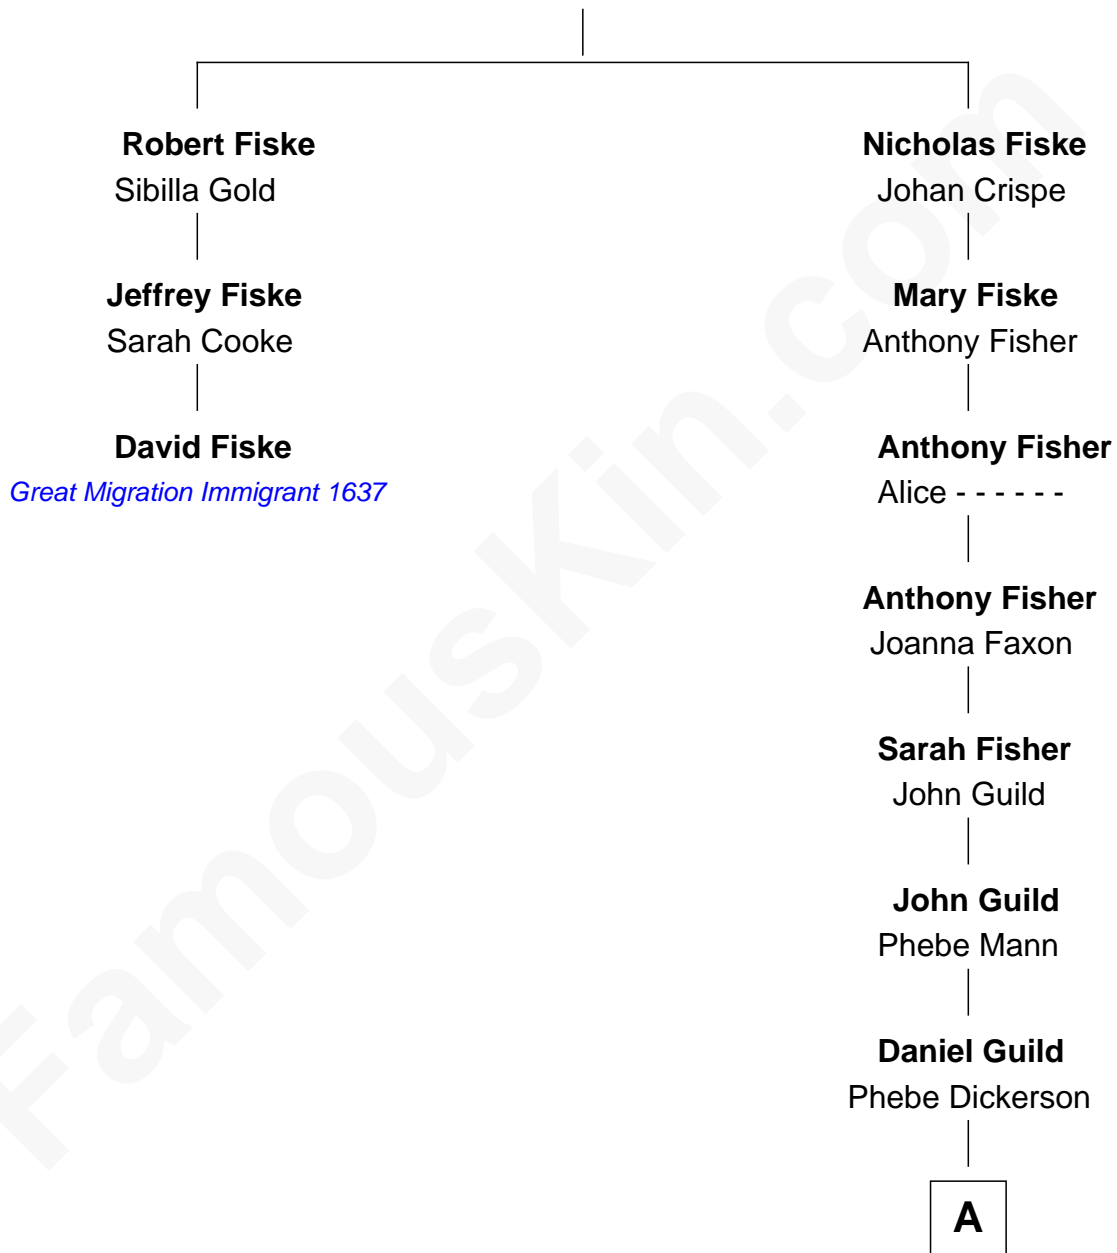 Robert Fiske
Sibilla Gold
Jeffrey Fiske
Sarah Cooke
David Fiske
Great Migration Immigrant 1637
Nicholas Fiske
Johan Crispe
Mary Fiske
Anthony Fisher
Anthony Fisher
Alice - - - - - -
Anthony Fisher
Joanna Faxon
Sarah Fisher
John Guild
John Guild
Phebe Mann
Daniel Guild
Phebe Dickerson
A
FamousKin.com